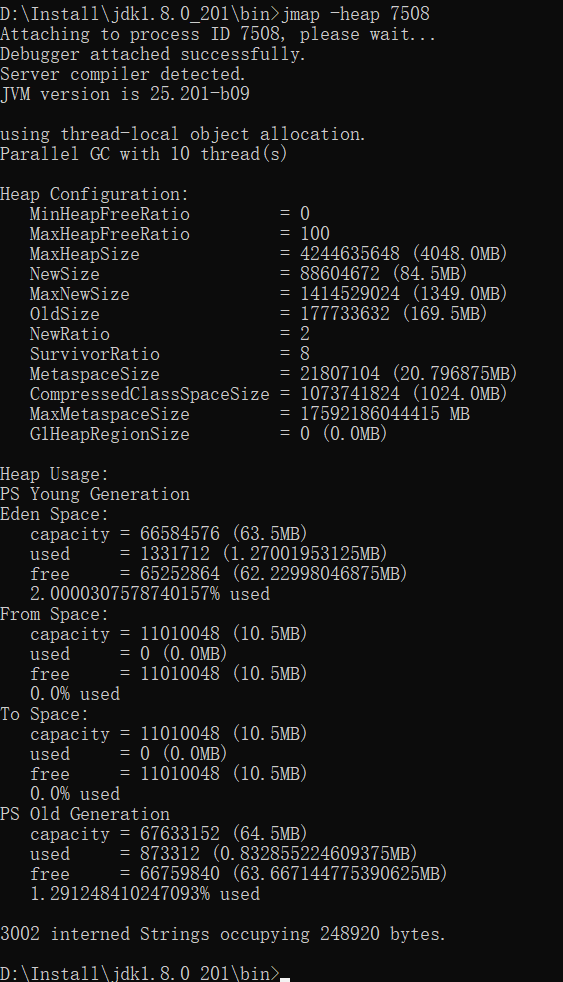 D:\Install\jdk1.8.0_201\bin>jmap -heap 7508
Attaching to process ID 7508, please wait...
Debugger attached successfully.
Server compiler detected.
JVM version is 25.201-b09
using thread-local object allocation.
Parallel GC with 10 thread(s)
Heap Configuration:
MinHeapFreeRatio = 0
MaxHeapFreeRatio = 100
MaxHeapSize = 4244635648 (4048.0MB)
NewSize = 88604672 (84.5MB)
MaxNewSize = 1414529024 (1349.0MB)
OldSize = 177733632 (169.5MB)
NewRatio = 2
SurvivorRatio = 8
MetaspaceSize = 21807104 (20.796875MB)
CompressedClassSpaceSize = 1073741824 (1024.0MB)
MaxMetaspaceSize = 17592186044415 MB
G1HeapRegionSize = 0 (0.0MB)
Heap Usage:
PS Young Generation
Eden Space:
capacity = 66584576 (63.5MB)
used = 1331712 (1.27001953125MB)
free = 65252864 (62.22998046875MB)
2.0000307578740157% used
From Space:
capacity = 11010048 (10.5MB)
used = 0 (0.0MB)
free = 11010048 (10.5MB)
0.0% used
To Space:
capacity = 11010048 (10.5MB)
used = 0 (0.0MB)
free = 11010048 (10.5MB)
0.0% used
PS Old Generation
capacity = 67633152 (64.5MB)
used = 873312 (0.832855224609375MB)
free = 66759840 (63.667144775390625MB)
1.291248410247093% used
3002 interned Strings occupying 248920 bytes.
D:\Install\jdk1.8.0_201\bin>